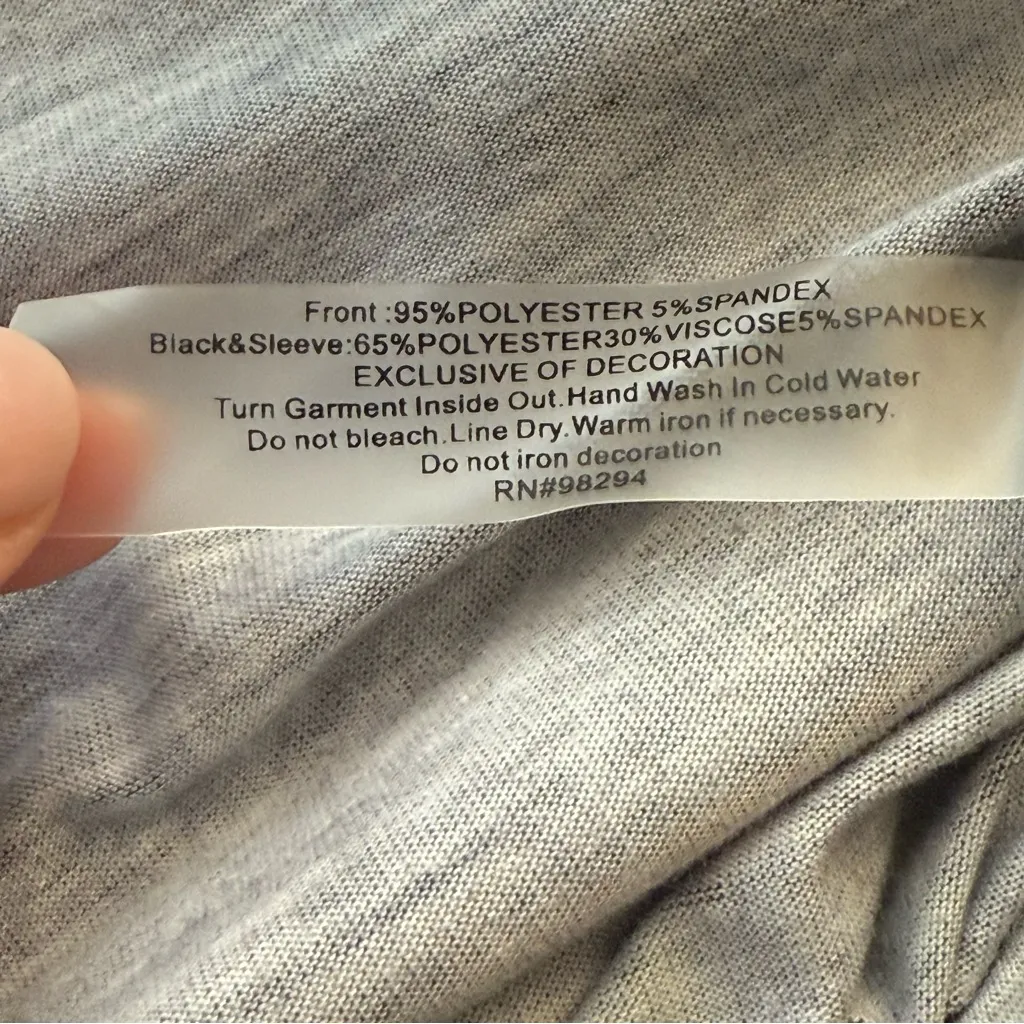 Front :95%POLYESTER 5%SPANDEX
Black&Sleeve:65%POLYESTER30%VISCOSE5%SPANDEX
EXCLUSIVE OF DECORATION
Turn Garment Inside Out.Hand Wash In Cold Water
Do not bleach.Line Dry.Warm iron if necessary.
Do not iron decoration
RN#98294